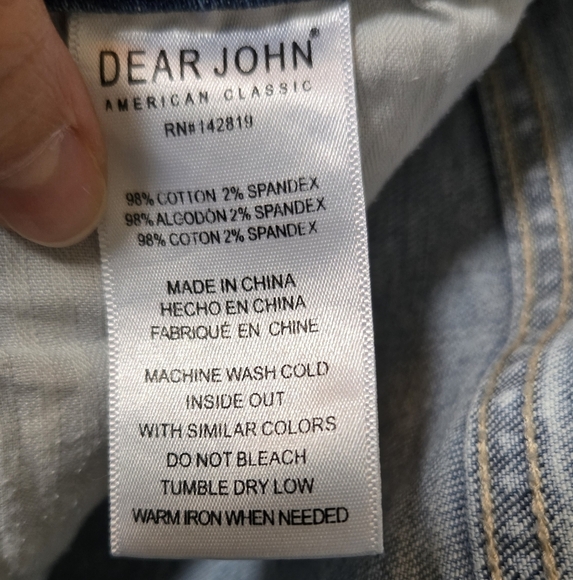 DEAR JOHN®
AMERICAN CLASSIC
RN#142819
98% COTTON 2% SPANDEX
98% ALGODÓN 2% SPANDEX
98% COTON 2% SPANDEX
MADE IN CHINA
HECHO EN CHINA
FABRIQUÉ EN CHINE
MACHINE WASH COLD
INSIDE OUT
WITH SIMILAR COLORS
DO NOT BLEACH
TUMBLE DRY LOW
WARM IRON WHEN NEEDED